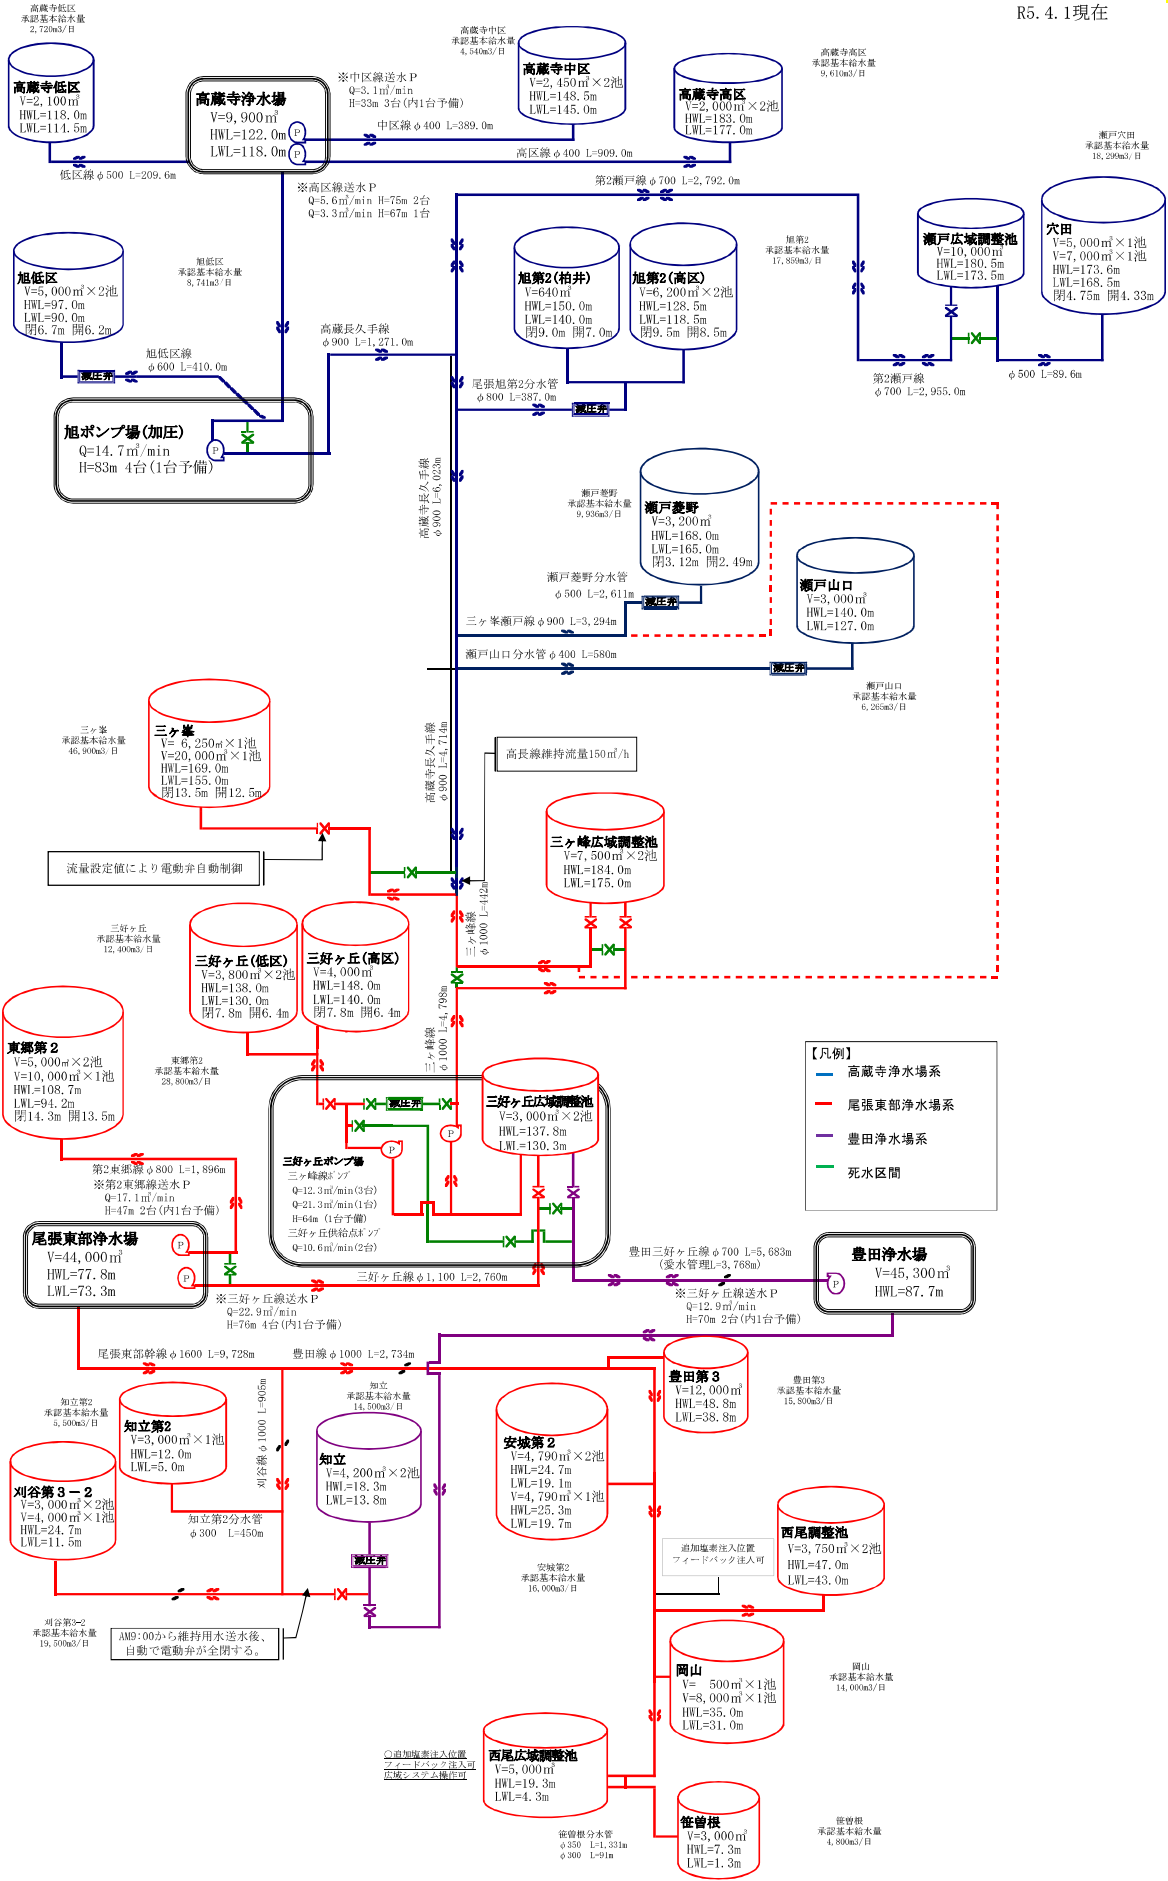 R5.4.1現在
高蔵寺低区
承認基本給水量
2,720m3/日
高蔵寺低区
V=2,100㎥
HWL=118.0m
LWL=114.5m
高蔵寺浄水場
V=9,900㎥
HWL=122.0m
LWL=118.0m
P
P
※中区線送水P
Q=3.1㎥/min
H=33m 3台(内1台予備)
高蔵寺中区
承認基本給水量
4,540m3/日
高蔵寺中区
V=2,450㎥×2池
HWL=148.5m
LWL=145.0m
高蔵寺高区
V=2,000㎥×2池
HWL=183.0m
LWL=177.0m
高蔵寺高区
承認基本給水量
9,610m3/日
中区線φ400 L=389.0m
高区線φ400 L=909.0m
低区線φ500 L=209.6m
※高区線送水P
Q=5.6㎥/min H=75m 2台
Q=3.3㎥/min H=67m 1台
第2瀬戸線φ700 L=2,792.0m
瀬戸穴田
承認基本給水量
18,299m3/日
穴田
V=5,000㎥×1池
V=7,000㎥×1池
HWL=173.6m
LWL=168.5m
閉4.75m 開4.33m
瀬戸広域調整池
V=10,000㎥
HWL=180.5m
LWL=173.5m
旭第2
承認基本給水量
17,859m3/日
旭第2(柏井)
V=640㎥
HWL=150.0m
LWL=140.0m
閉9.0m 開7.0m
旭第2(高区)
V=6,200㎥×2池
HWL=128.5m
LWL=118.5m
閉9.5m 開8.5m
旭低区
V=5,000㎥×2池
HWL=97.0m
LWL=90.0m
閉6.7m 開6.2m
旭低区
承認基本給水量
8,741m3/日
高蔵長久手線
φ900 L=1,271.0m
旭低区線
φ600 L=410.0m
減圧弁
尾張旭第2分水管
φ800 L=387.0m
減圧弁
第2瀬戸線
φ700 L=2,955.0m
φ500 L=89.6m
旭ポンプ場(加圧)
Q=14.7㎥/min
H=83m 4台(1台予備)
P
高蔵寺長久手線
φ900 L=6,023m
瀬戸菱野
承認基本給水量
9,936m3/日
瀬戸菱野
V=3,200㎥
HWL=168.0m
LWL=165.0m
閉3.12m 開2.49m
瀬戸菱野分水管
φ500 L=2,611m
減圧弁
三ヶ峯瀬戸線φ900 L=3,294m
瀬戸山口
V=3,000㎥
HWL=140.0m
LWL=127.0m
瀬戸山口分水管φ400 L=580m
減圧弁
瀬戸山口
承認基本給水量
6,265m3/日
三ヶ峯
承認基本給水量
46,900m3/日
三ヶ峯
V= 6,250㎥×1池
V=20,000㎥×1池
HWL=169.0m
LWL=155.0m
閉13.5m 開12.5m
高蔵寺長久手線
φ900 L=4,714m
高長線維持流量150㎥/h
流量設定値により電動弁自動制御
三ヶ峰広域調整池
V=7,500㎥×2池
HWL=184.0m
LWL=175.0m
三ヶ峰線
φ1000 L=442m
三好ヶ丘
承認基本給水量
12,400m3/日
三好ヶ丘(低区)
V=3,800㎥×2池
HWL=138.0m
LWL=130.0m
閉7.8m 開6.4m
三好ヶ丘(高区)
V=4,000㎥
HWL=148.0m
LWL=140.0m
閉7.8m 開6.4m
三ヶ峰線
φ1000 L=4,798m
東郷第2
V=5,000㎥×2池
V=10,000㎥×1池
HWL=108.7m
LWL=94.2m
閉14.3m 開13.5m
東郷第2
承認基本給水量
28,800m3/日
【凡例】
高蔵寺浄水場系
尾張東部浄水場系
豊田浄水場系
死水区間
減圧弁
三好ヶ丘広域調整池
V=3,000㎥×2池
HWL=137.8m
LWL=130.3m
P
P
三好ヶ丘ポンプ場
三ヶ峰線ポンプ
Q=12.3㎥/min(3台)
Q=21.3㎥/min(1台)
H=64m (1台予備)
三好ヶ丘供給点ポンプ
Q=10.6㎥/min(2台)
第2東郷線φ800 L=1,896m
※第2東郷線送水P
Q=17.1㎥/min
H=47m 2台(内1台予備)
尾張東部浄水場
V=44,000㎥
HWL=77.8m
LWL=73.3m
P
P
三好ヶ丘線φ1,100 L=2,760m
※三好ヶ丘線送水P
Q=22.9㎥/min
H=76m 4台(内1台予備)
豊田三好ヶ丘線φ700 L=5,683m
(愛水管理L=3,768m)
※三好ヶ丘線送水P
Q=12.9㎥/min
H=70m 2台(内1台予備)
豊田浄水場
V=45,300㎥
HWL=87.7m
P
尾張東部幹線φ1600 L=9,728m
豊田線φ1000 L=2,734m
刈谷線φ1000 L=905m
豊田第3
V=12,000㎥
HWL=48.8m
LWL=38.8m
豊田第3
承認基本給水量
15,800m3/日
知立第2
承認基本給水量
5,500m3/日
知立第2
V=3,000㎥×1池
HWL=12.0m
LWL=5.0m
知立
承認基本給水量
14,500m3/日
知立
V=4,200㎥×2池
HWL=18.3m
LWL=13.8m
減圧弁
安城第2
V=4,790㎥×2池
HWL=24.7m
LWL=19.1m
V=4,790㎥×1池
HWL=25.3m
LWL=19.7m
安城第2
承認基本給水量
16,000m3/日
刈谷第3-2
V=3,000㎥×2池
V=4,000㎥×1池
HWL=24.7m
LWL=11.5m
知立第2分水管
φ300 L=450m
刈谷第3-2
承認基本給水量
19,500m3/日
AM9:00から維持用水送水後、
自動で電動弁が全閉する。
追加塩素注入位置
フィードバック注入可
西尾調整池
V=3,750㎥×2池
HWL=47.0m
LWL=43.0m
岡山
V= 500㎥×1池
V=8,000㎥×1池
HWL=35.0m
LWL=31.0m
岡山
承認基本給水量
14,000m3/日
○追加塩素注入位置
フィードバック注入可
広域システム操作可
西尾広域調整池
V=5,000㎥
HWL=19.3m
LWL=4.3m
笹曽根分水管
φ350 L=1,331m
φ300 L=91m
笹曽根
V=3,000㎥
HWL=7.3m
LWL=1.3m
笹曽根
承認基本給水量
4,800m3/日